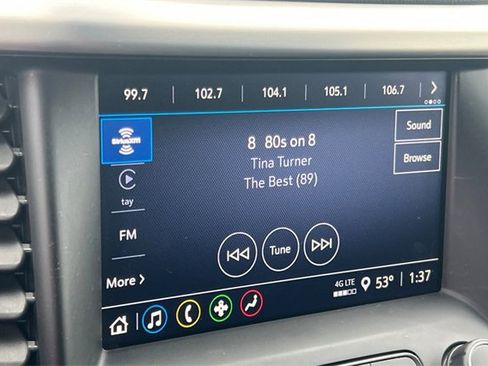 99.7 102.7 104.1 105.1 106.7
SiriusXM
8 80s on 8
Tina Turner
The Best (89)
Sound
Browse
tay
FM
Tune
More
4G LTE
53° 1:37